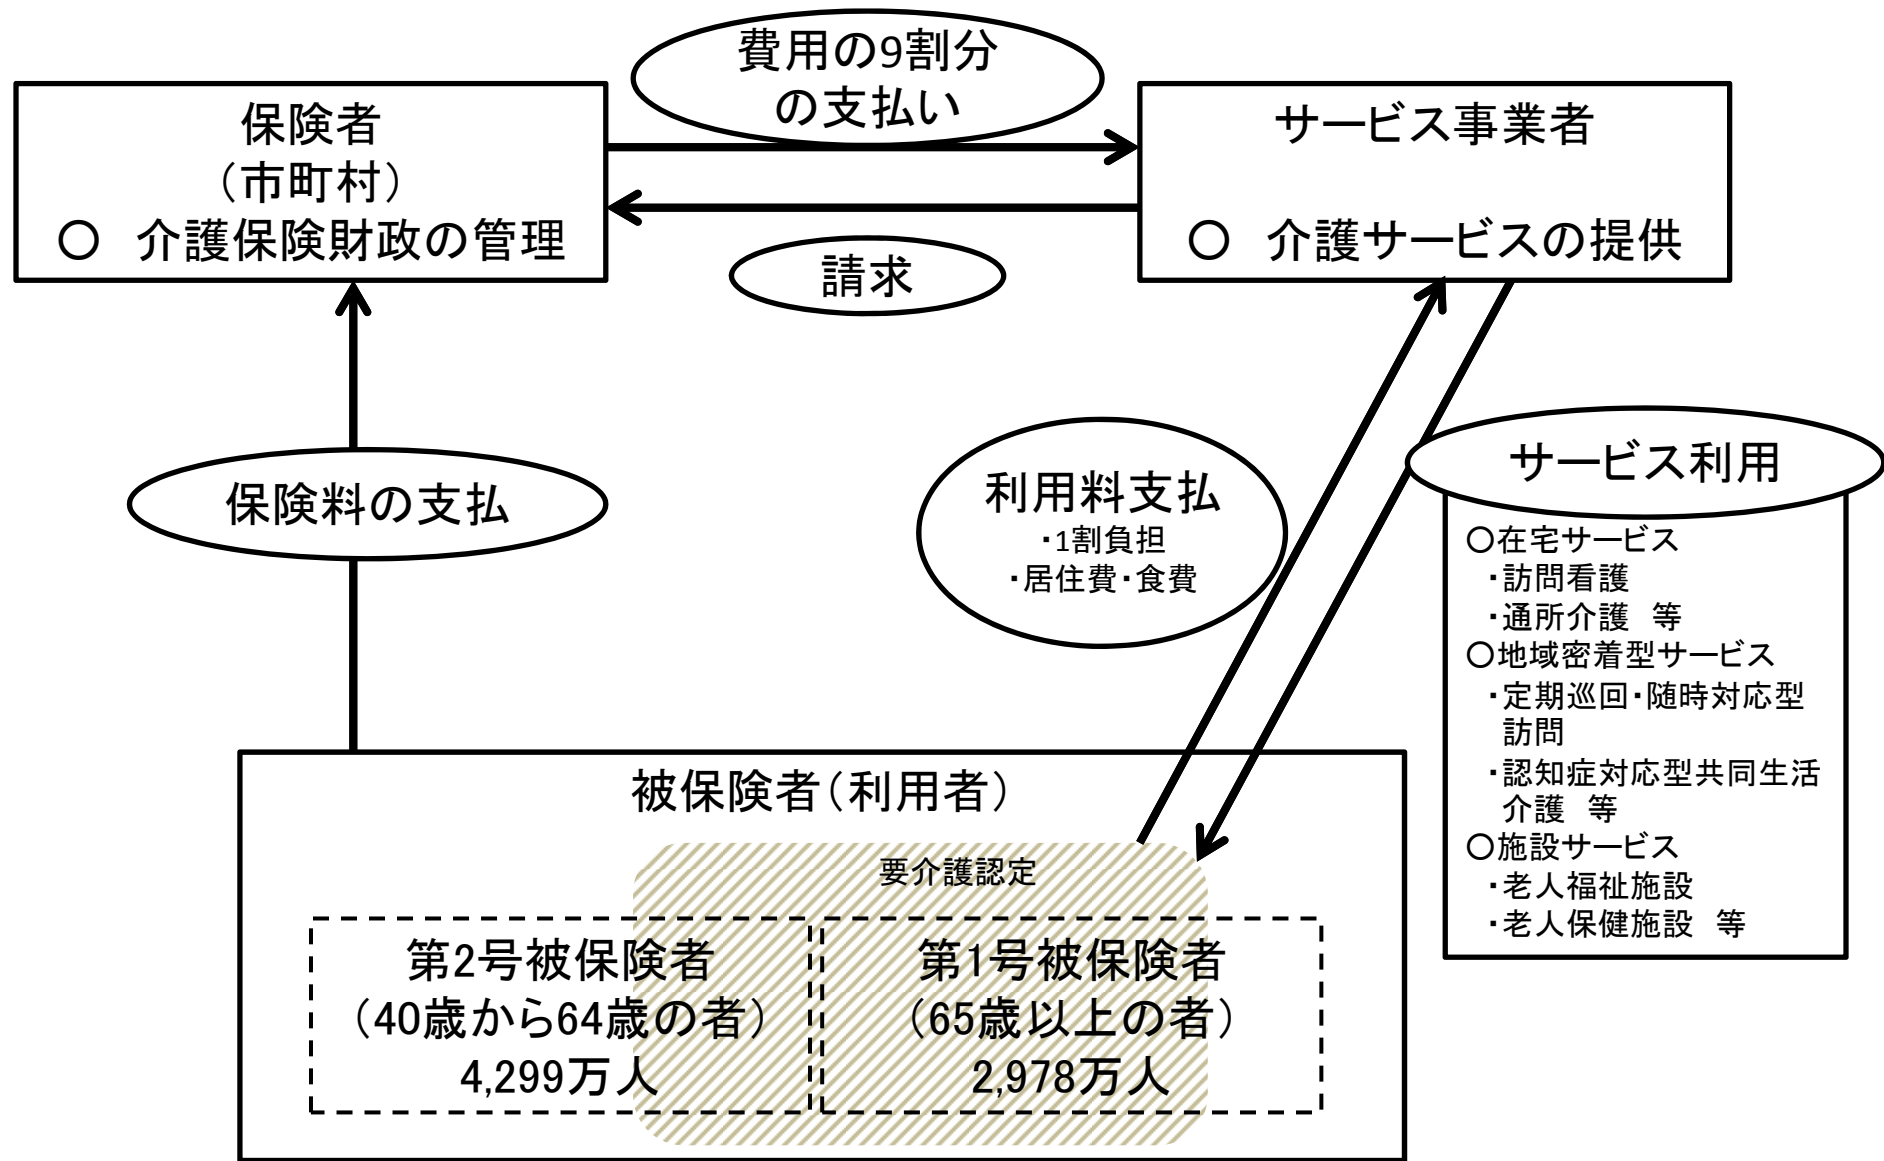 費用の9割分
の支払い
保険者
（市町村）
○　介護保険財政の管理
サービス事業者
○　介護サービスの提供
請求
保険料の支払
利用料支払
・1割負担
・居住費・食費
サービス利用
○在宅サービス
・訪問看護
・通所介護　等
○地域密着型サービス
・定期巡回・随時対応型
訪問
・認知症対応型共同生活
介護　等
○施設サービス
・老人福祉施設
・老人保健施設　等
被保険者（利用者）
要介護認定
第2号被保険者
（40歳から64歳の者）
4,299万人
第1号被保険者
（65歳以上の者）
2,978万人